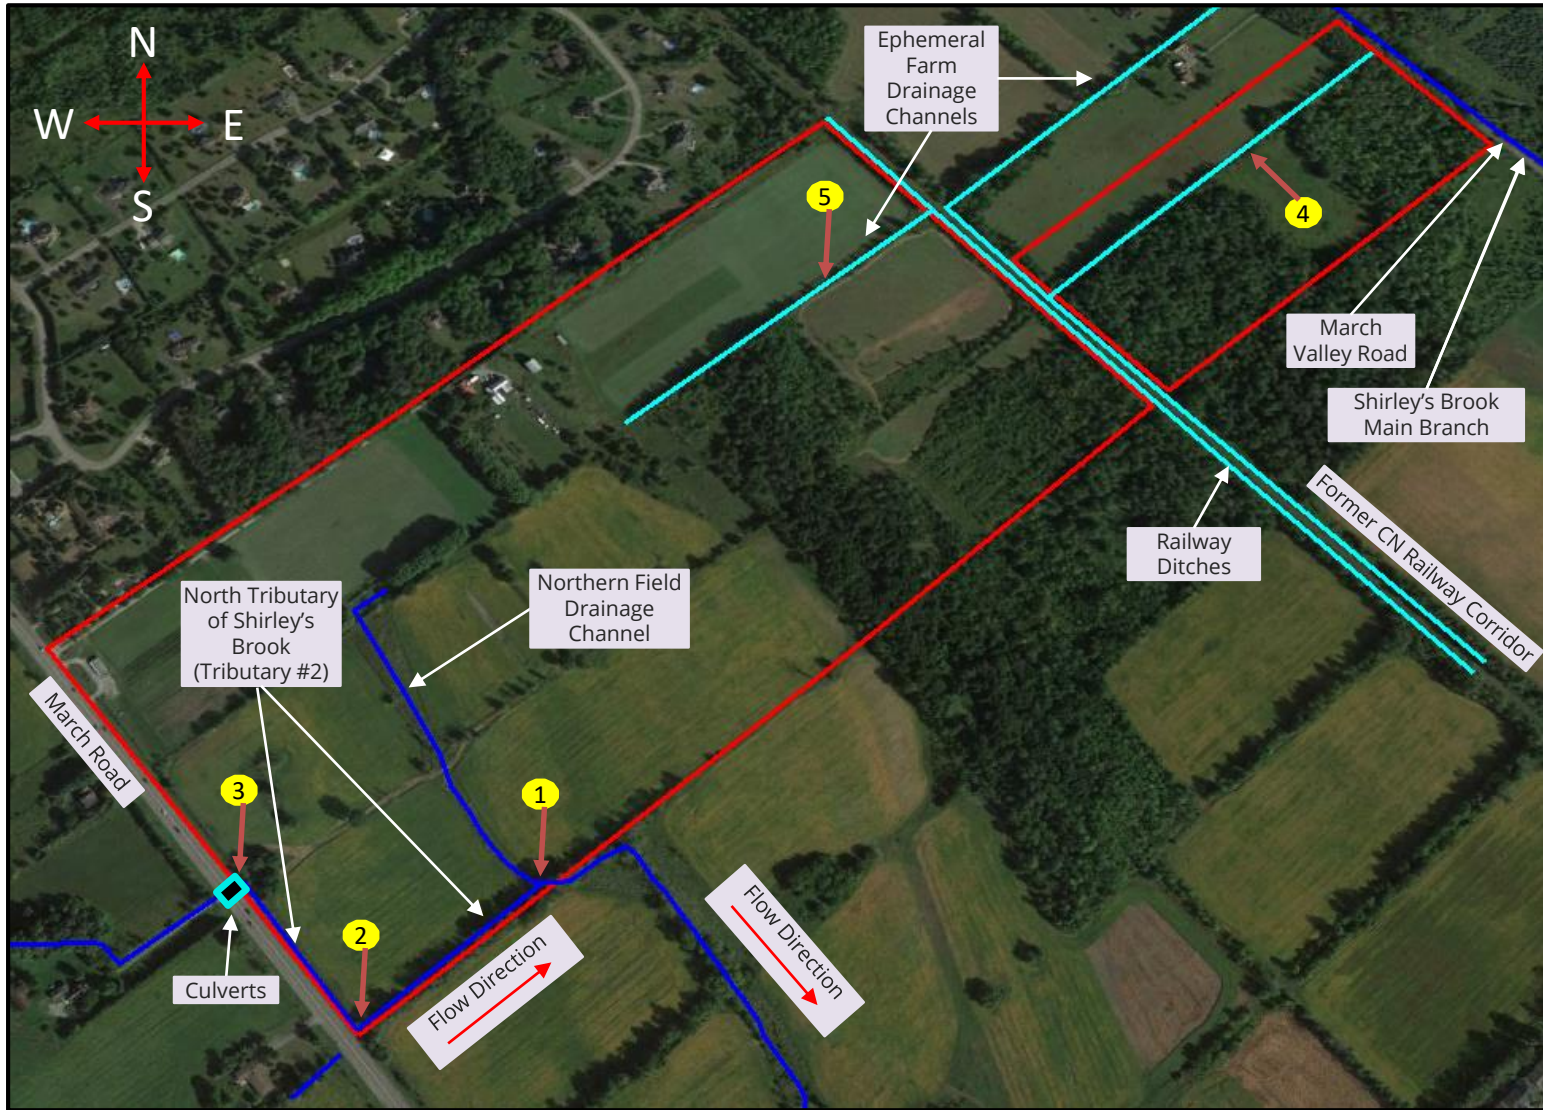 N
W
E
S
Ephemeral
Farm
Drainage
Channels
5
4
March
Valley Road
Shirley's Brook
Main Branch
Former CN Railway Corridor
Railway
Ditches
North Tributary
of Shirley's
Brook
(Tributary #2)
Northern Field
Drainage
Channel
March Road
3
1
2
Culverts
Flow Direction
Flow Direction